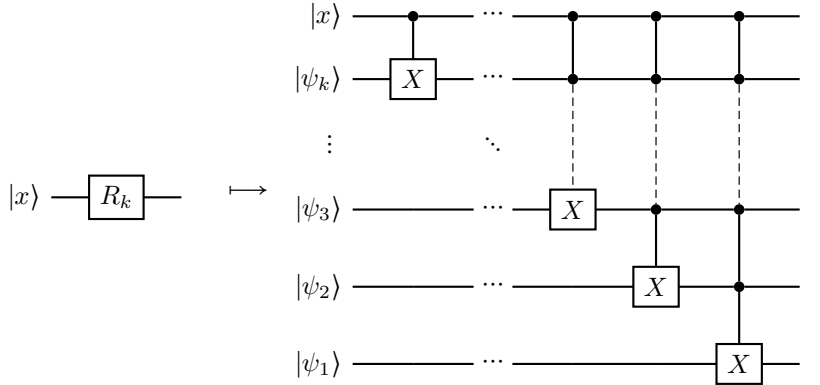 |x⟩ ⋯
|ψ_k⟩ X ⋯
⋮ ⋱
|x⟩ R_k ⟼
|ψ_3⟩ ⋯ X
|ψ_2⟩ ⋯ X
|ψ_1⟩ ⋯ X